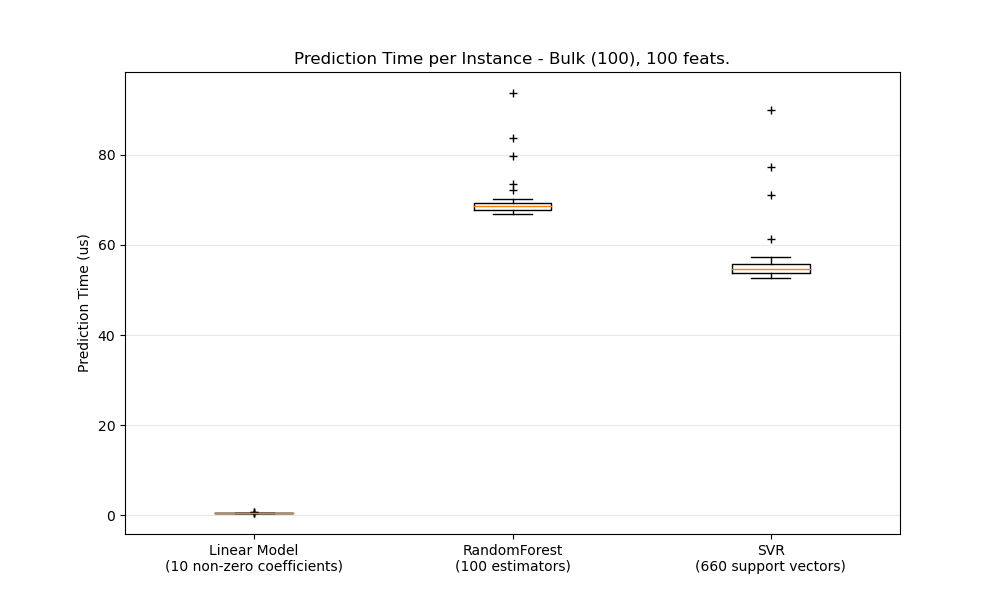 Prediction Time per Instance - Bulk (100), 100 feats.
Prediction Time (us)
80
60
40
20
0
Linear Model
(10 non-zero coefficients)
RandomForest
(100 estimators)
SVR
(660 support vectors)